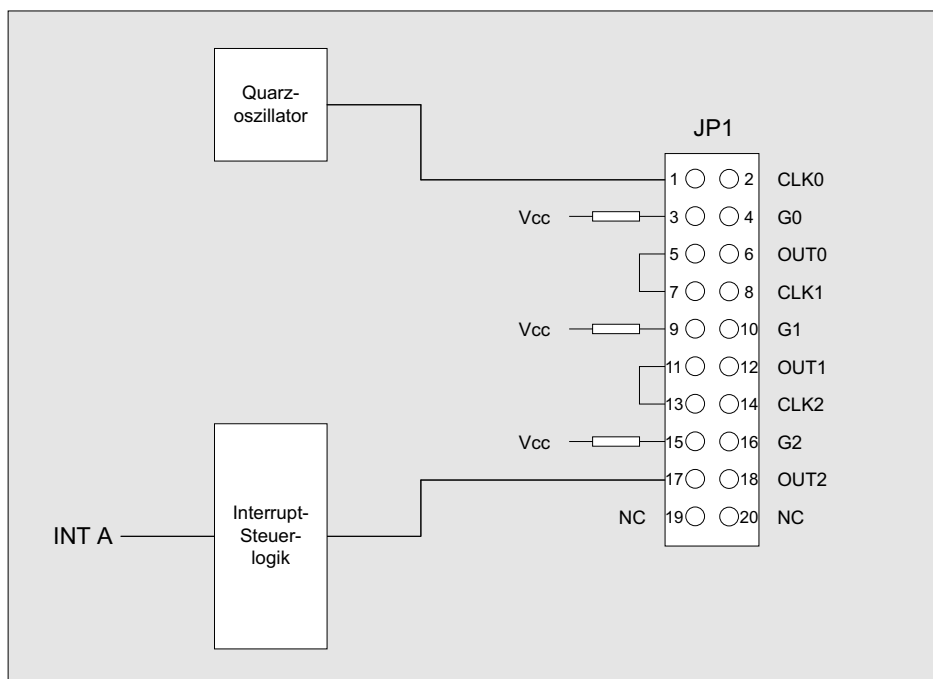 Quarz-
oszillator
JP1
1 2 CLK0
Vcc 3 4 G0
5 6 OUT0
7 8 CLK1
Vcc 9 10 G1
11 12 OUT1
13 14 CLK2
Vcc 15 16 G2
17 18 OUT2
NC 19 20 NC
INT A
Interrupt-
Steuer-
logik